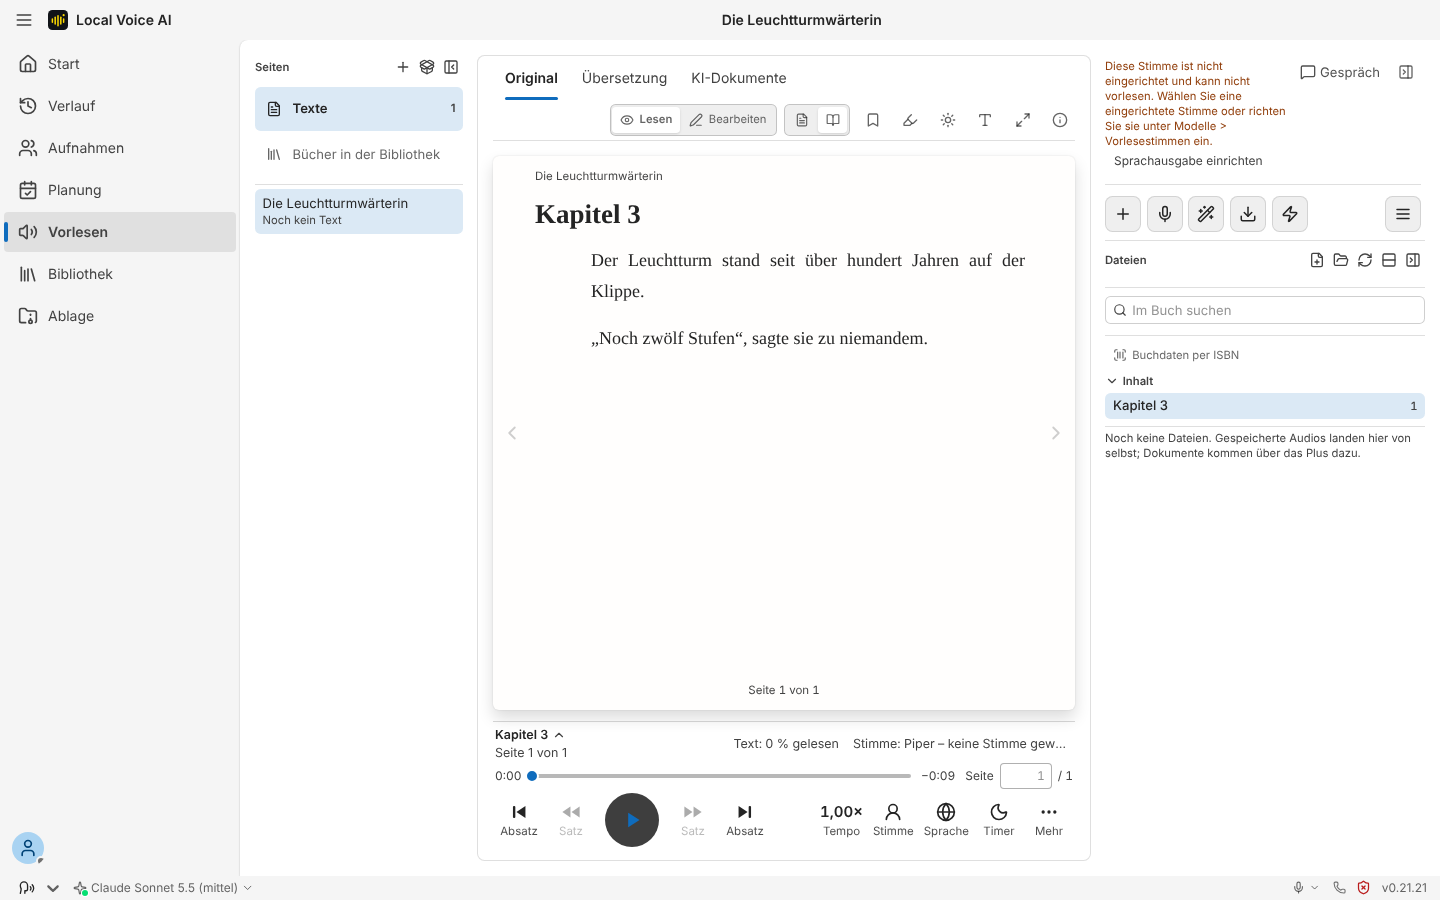 Local Voice AI
Die Leuchtturmwärterin
Start
Verlauf
Aufnahmen
Planung
Vorlesen
Bibliothek
Ablage
Seiten
Texte 1
Bücher in der Bibliothek
Die Leuchtturmwärterin
Noch kein Text
Original Übersetzung KI-Dokumente
Lesen Bearbeiten
Die Leuchtturmwärterin
Kapitel 3
Der Leuchtturm stand seit über hundert Jahren auf der
Klippe.
„Noch zwölf Stufen“, sagte sie zu niemandem.
Seite 1 von 1
Kapitel 3
Seite 1 von 1
Text: 0 % gelesen Stimme: Piper – keine Stimme gew...
0:00 −0:09 Seite 1 / 1
Absatz Satz Satz Absatz
1,00×
Tempo Stimme Sprache Timer Mehr
Diese Stimme ist nicht
eingerichtet und kann nicht
vorlesen. Wählen Sie eine
eingerichtete Stimme oder richten
Sie sie unter Modelle >
Vorlesestimmen ein.
Gespräch
Sprachausgabe einrichten
Dateien
Im Buch suchen
Buchdaten per ISBN
Inhalt
Kapitel 3 1
Noch keine Dateien. Gespeicherte Audios landen hier von
selbst; Dokumente kommen über das Plus dazu.
Claude Sonnet 5.5 (mittel)
v0.21.21